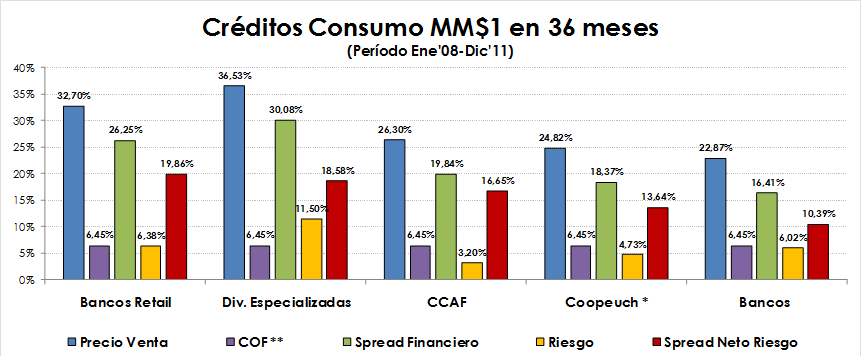 Créditos Consumo MM$1 en 36 meses
(Período Ene'08-Dic'11)
40%
35%
30%
25%
20%
15%
10%
5%
0%
32,70%
6,45%
26,25%
6,38%
19,86%
36,53%
6,45%
30,08%
11,50%
18,58%
26,30%
6,45%
19,84%
3,20%
16,65%
24,82%
6,45%
18,37%
4,73%
13,64%
22,87%
6,45%
16,41%
6,02%
10,39%
Bancos Retail
Div. Especializadas
CCAF
Coopeuch *
Bancos
Precio Venta
COF **
Spread Financiero
Riesgo
Spread Neto Riesgo